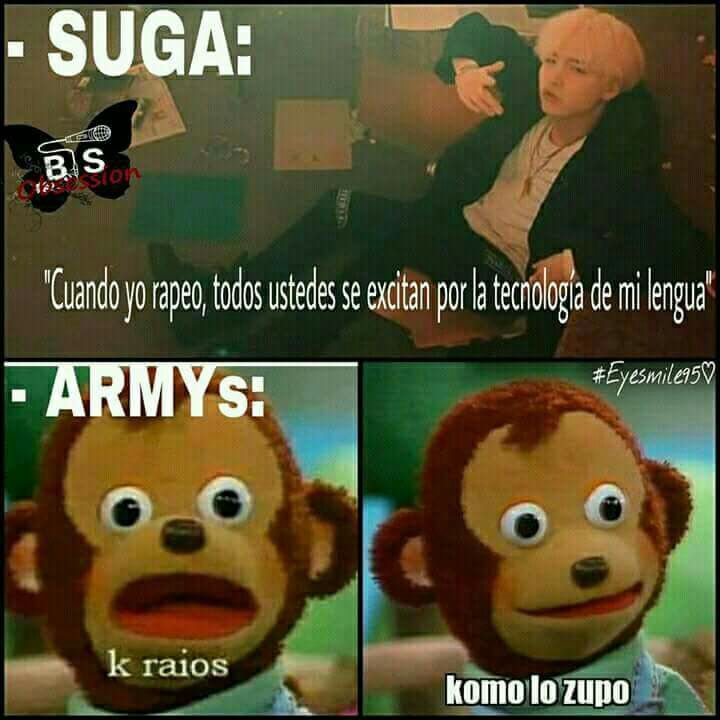 - SUGA:
BTS
Obsession
"Cuando yo rapeo, todos ustedes se excitan por la tecnología de mi lengua"
- ARMYs:
#Eyesmile95♡
k raios
komo lo zupo